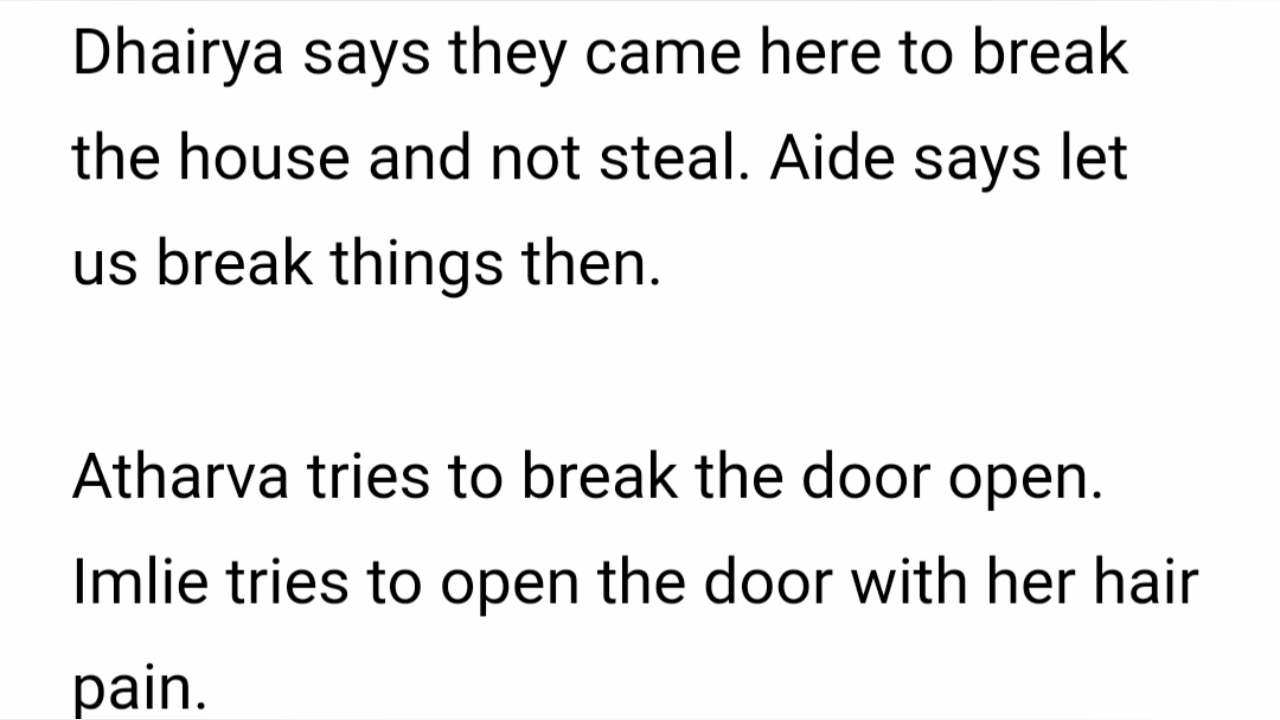 Dhairya says they came here to break
the house and not steal. Aide says let
us break things then.
Atharva tries to break the door open.
Imlie tries to open the door with her hair
pain.